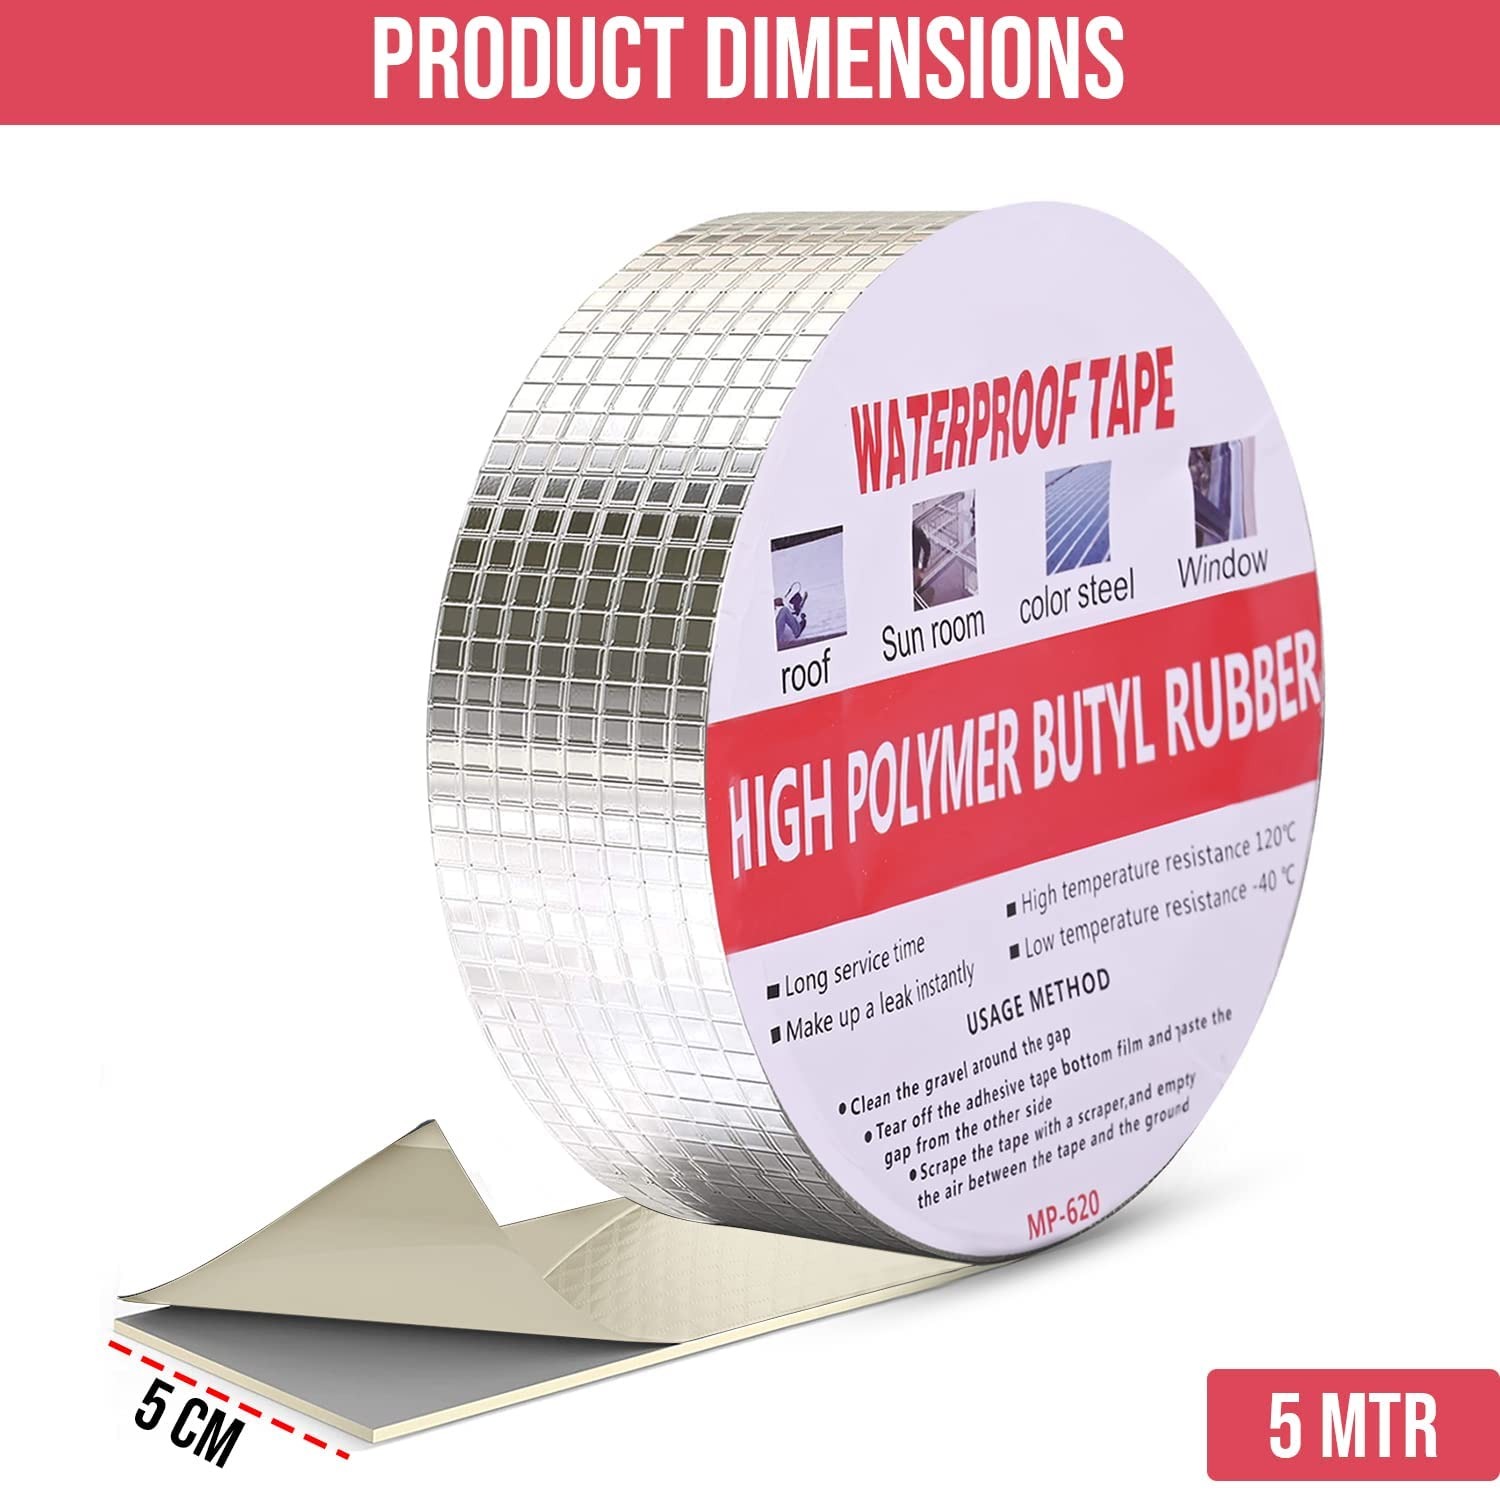 PRODUCT DIMENSIONS
WATERPROOF TAPE
roof
Sun room
color steel
Window
HIGH POLYMER BUTYL RUBBER
■ Long service time
■ Make up a leak instantly
■ High temperature resistance 120℃
■ Low temperature resistance -40 ℃
USAGE METHOD
● Clean the gravel around the gap
● Tear off the adhesive tape bottom film and paste the
gap from the other side
● Scrape the tape with a scraper,and empty
the air between the tape and the ground
MP-620
5 CM
5 MTR